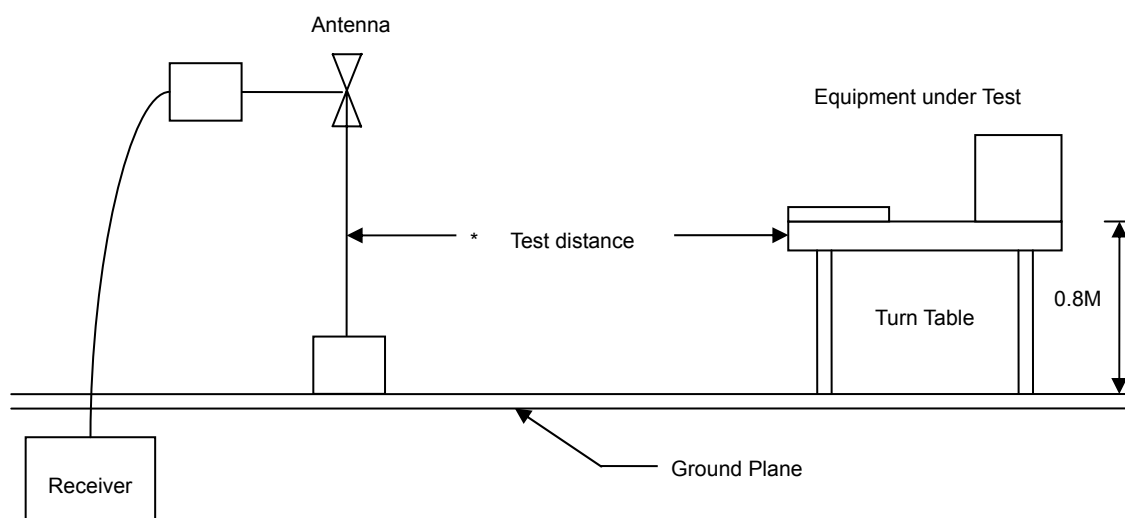 Antenna
Equipment under Test
* Test distance
0.8M
Turn Table
Ground Plane
Receiver